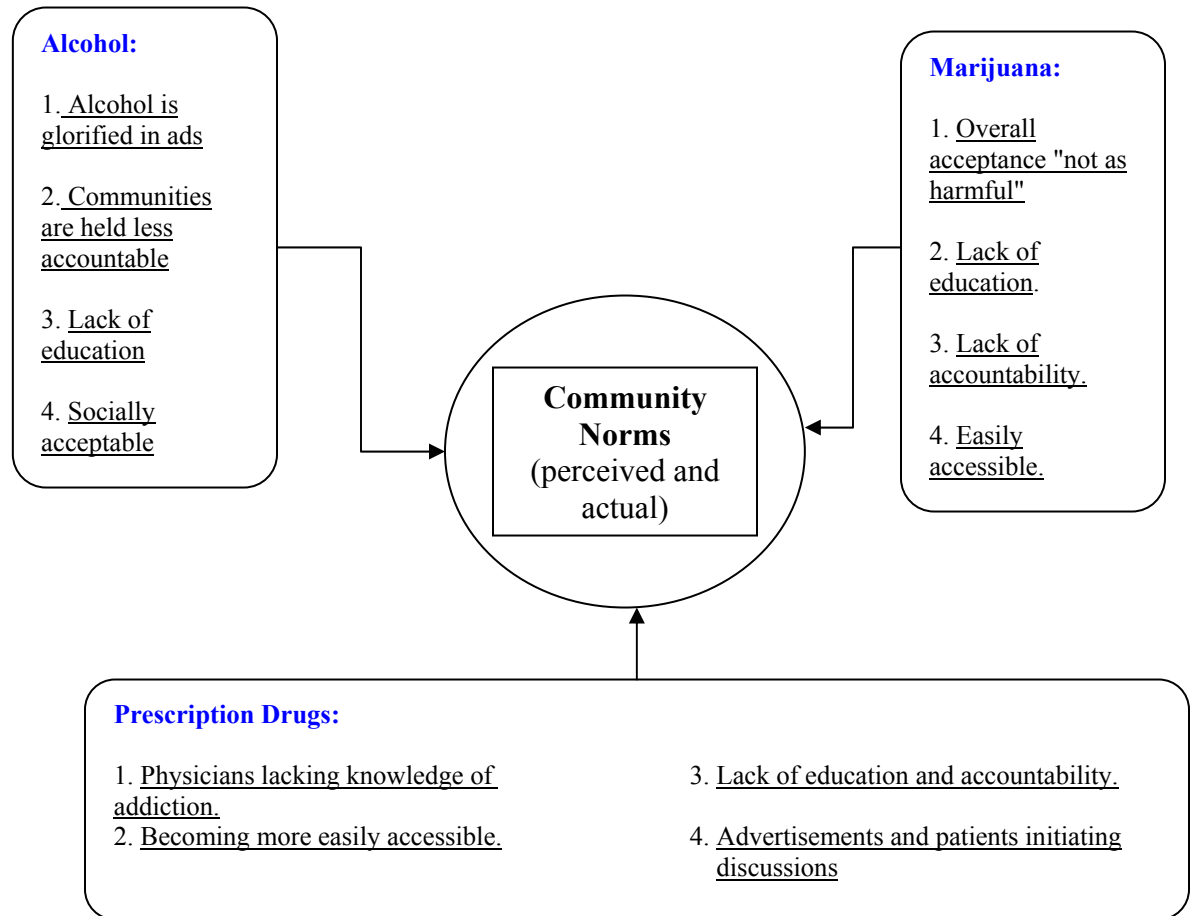 Alcohol:
1. Alcohol is
glorified in ads
2. Communities
are held less
accountable
3. Lack of
education
4. Socially
acceptable
Marijuana:
1. Overall
acceptance "not as
harmful"
2. Lack of
education.
3. Lack of
accountability.
4. Easily
accessible.
Community
Norms
(perceived and
actual)
Prescription Drugs:
1. Physicians lacking knowledge of
addiction.
2. Becoming more easily accessible.
3. Lack of education and accountability.
4. Advertisements and patients initiating
discussions